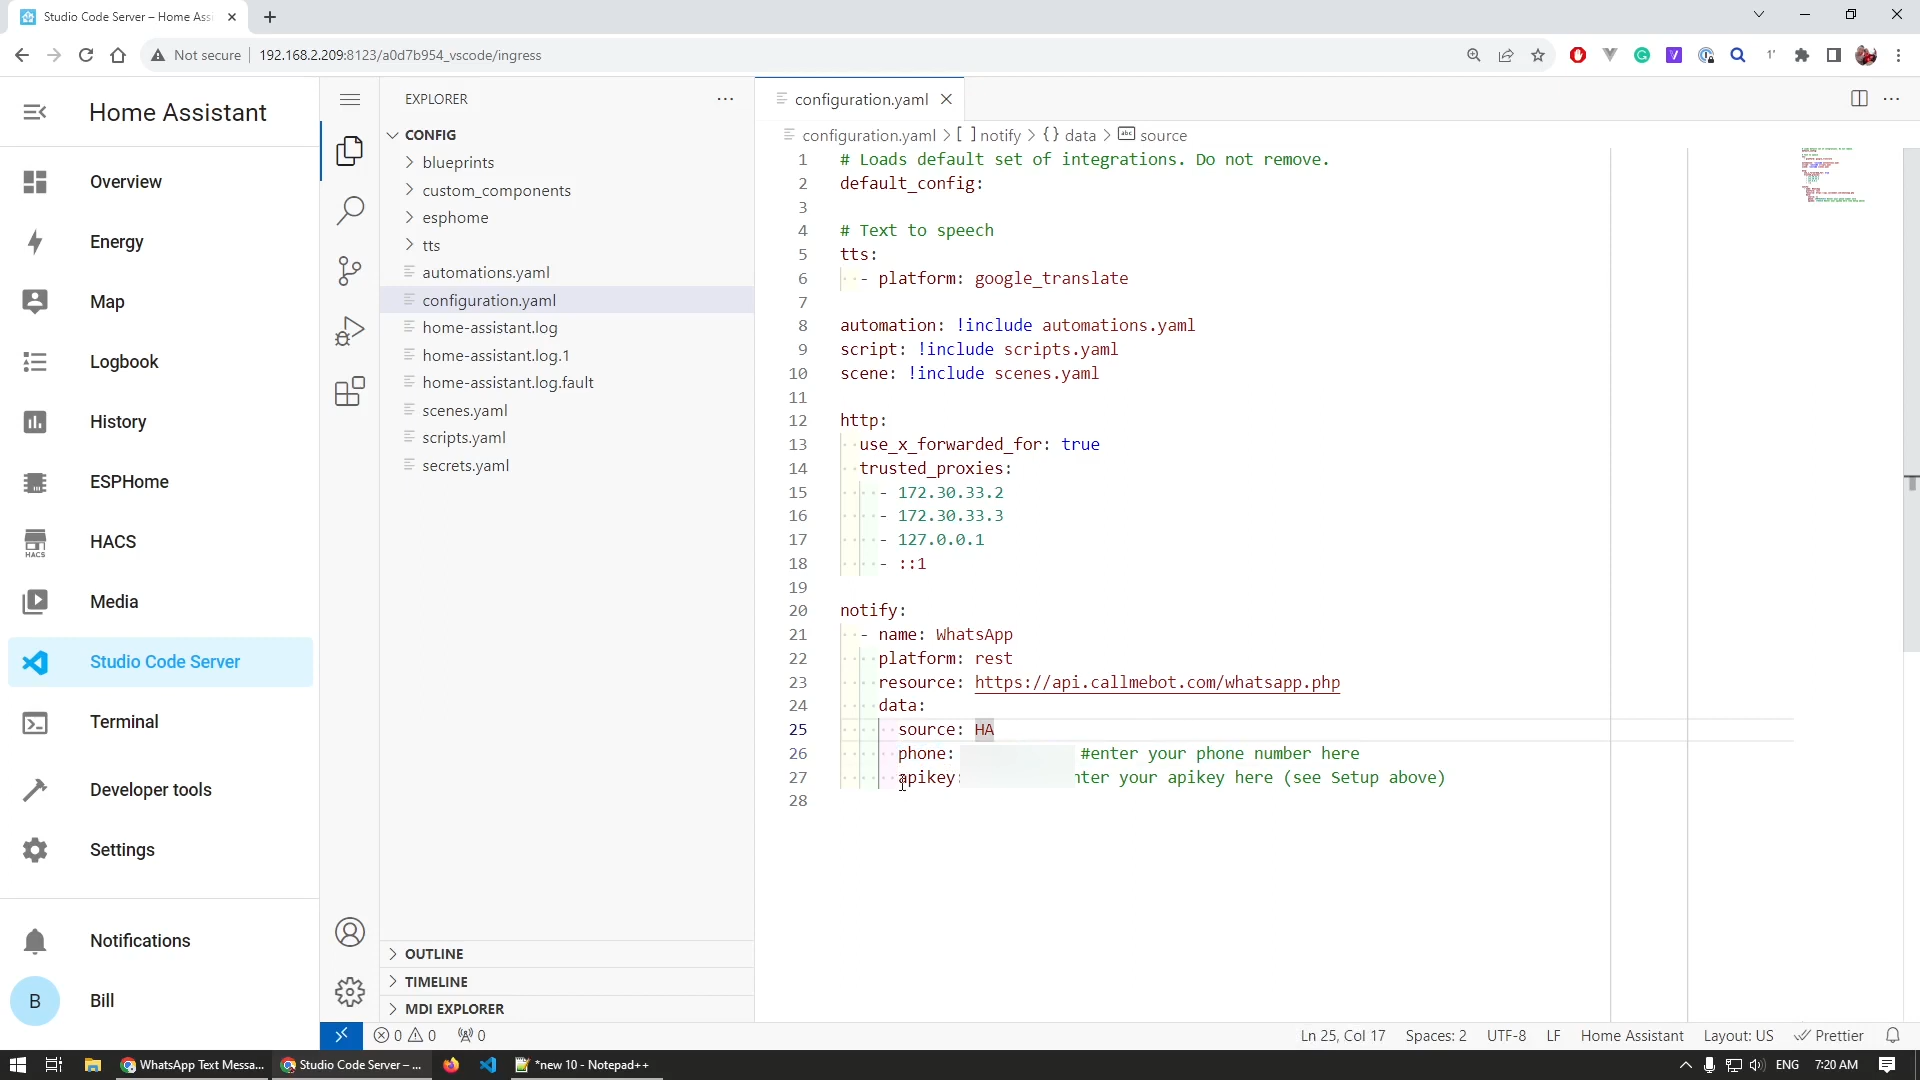 Studio Code Server – Home Ass
Not secure
192.168.2.209:8123/a0d7b954_vscode/ingress
Home Assistant
Overview
Energy
Map
Logbook
History
ESPHome
HACS
HACS
Media
Studio Code Server
Terminal
Developer tools
Settings
Notifications
B
Bill
EXPLORER
CONFIG
blueprints
custom_components
esphome
tts
automations.yaml
configuration.yaml
home-assistant.log
home-assistant.log.1
home-assistant.log.fault
scenes.yaml
scripts.yaml
secrets.yaml
OUTLINE
TIMELINE
MDI EXPLORER
configuration.yaml
configuration.yaml > [ ] notify > {} data > abc source
1 # Loads default set of integrations. Do not remove.
2 default_config:
3
4 # Text to speech
5 tts:
6 - platform: google_translate
7
8 automation: !include automations.yaml
9 script: !include scripts.yaml
10 scene: !include scenes.yaml
11
12 http:
13 use_x_forwarded_for: true
14 trusted_proxies:
15 - 172.30.33.2
16 - 172.30.33.3
17 - 127.0.0.1
18 - ::1
19
20 notify:
21 - name: WhatsApp
22 platform: rest
23 resource: https://api.callmebot.com/whatsapp.php
24 data:
25 source: HA
26 phone: #enter your phone number here
27 apikey: nter your apikey here (see Setup above)
28
0 0 0
Ln 25, Col 17 Spaces: 2 UTF-8 LF Home Assistant Layout: US Prettier
WhatsApp Text Messa... Studio Code Server – ... *new 10 - Notepad++ ENG 7:20 AM